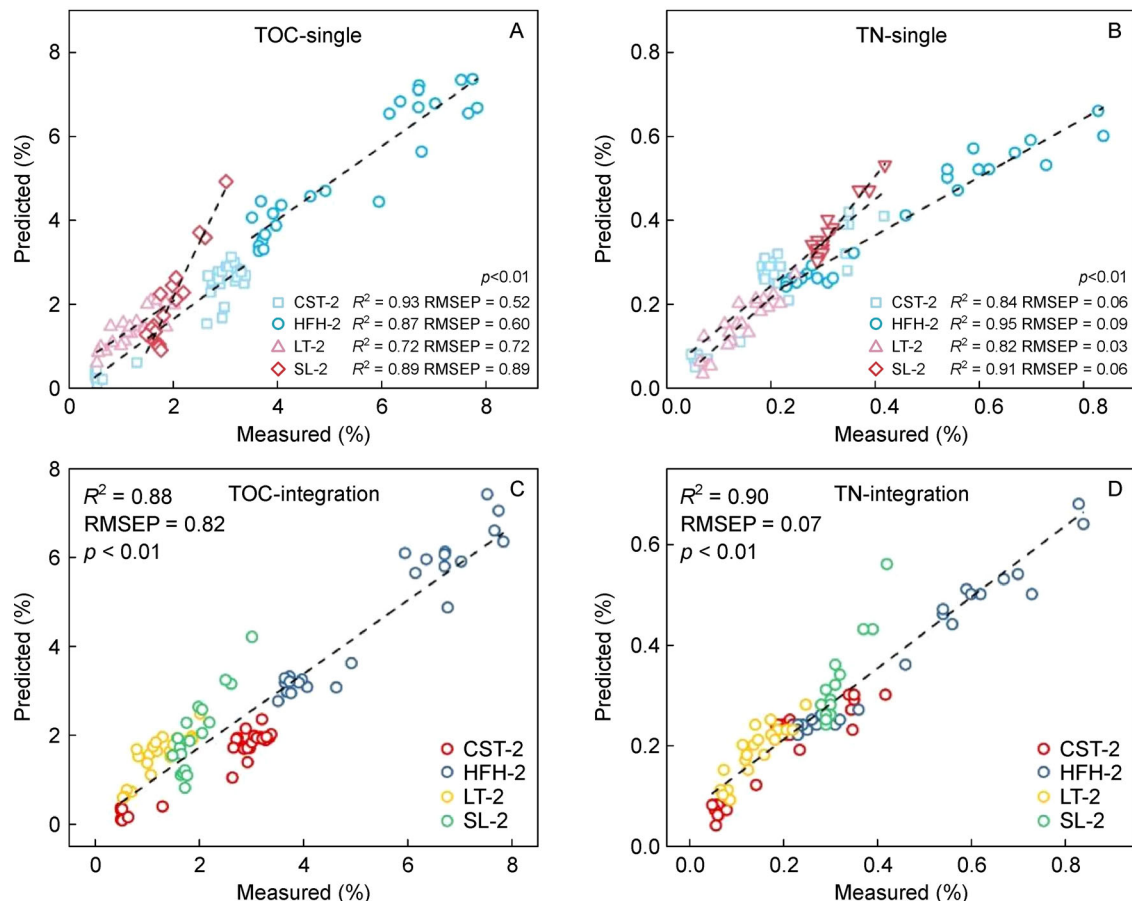 TOC-single
A
8
6
4
2
0
Predicted (%)
p<0.01
CST-2 R² = 0.93 RMSEP = 0.52
HFH-2 R² = 0.87 RMSEP = 0.60
LT-2 R² = 0.72 RMSEP = 0.72
SL-2 R² = 0.89 RMSEP = 0.89
0 2 4 6 8
Measured (%)
TN-single
B
0.8
0.6
0.4
0.2
0.0
Predicted (%)
p<0.01
CST-2 R² = 0.84 RMSEP = 0.06
HFH-2 R² = 0.95 RMSEP = 0.09
LT-2 R² = 0.82 RMSEP = 0.03
SL-2 R² = 0.91 RMSEP = 0.06
0.0 0.2 0.4 0.6 0.8
Measured (%)
TOC-integration
C
R² = 0.88
RMSEP = 0.82
p < 0.01
8
6
4
2
0
Predicted (%)
CST-2
HFH-2
LT-2
SL-2
0 2 4 6 8
Measured (%)
TN-integration
D
R² = 0.90
RMSEP = 0.07
p < 0.01
0.6
0.4
0.2
0.0
Predicted (%)
CST-2
HFH-2
LT-2
SL-2
0.0 0.2 0.4 0.6 0.8
Measured (%)